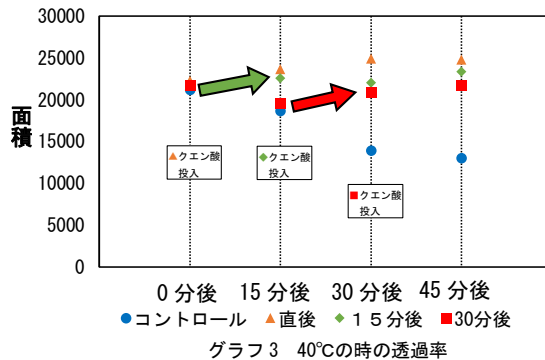 30000
25000
20000
15000
10000
5000
0
面積
▲クエン酸
投入
◆クエン酸
投入
■クエン酸
投入
0 分後 15 分後 30 分後 45 分後
●コントロール ▲直後 ◆15分後 ■30分後
グラフ3 40℃の時の透過率